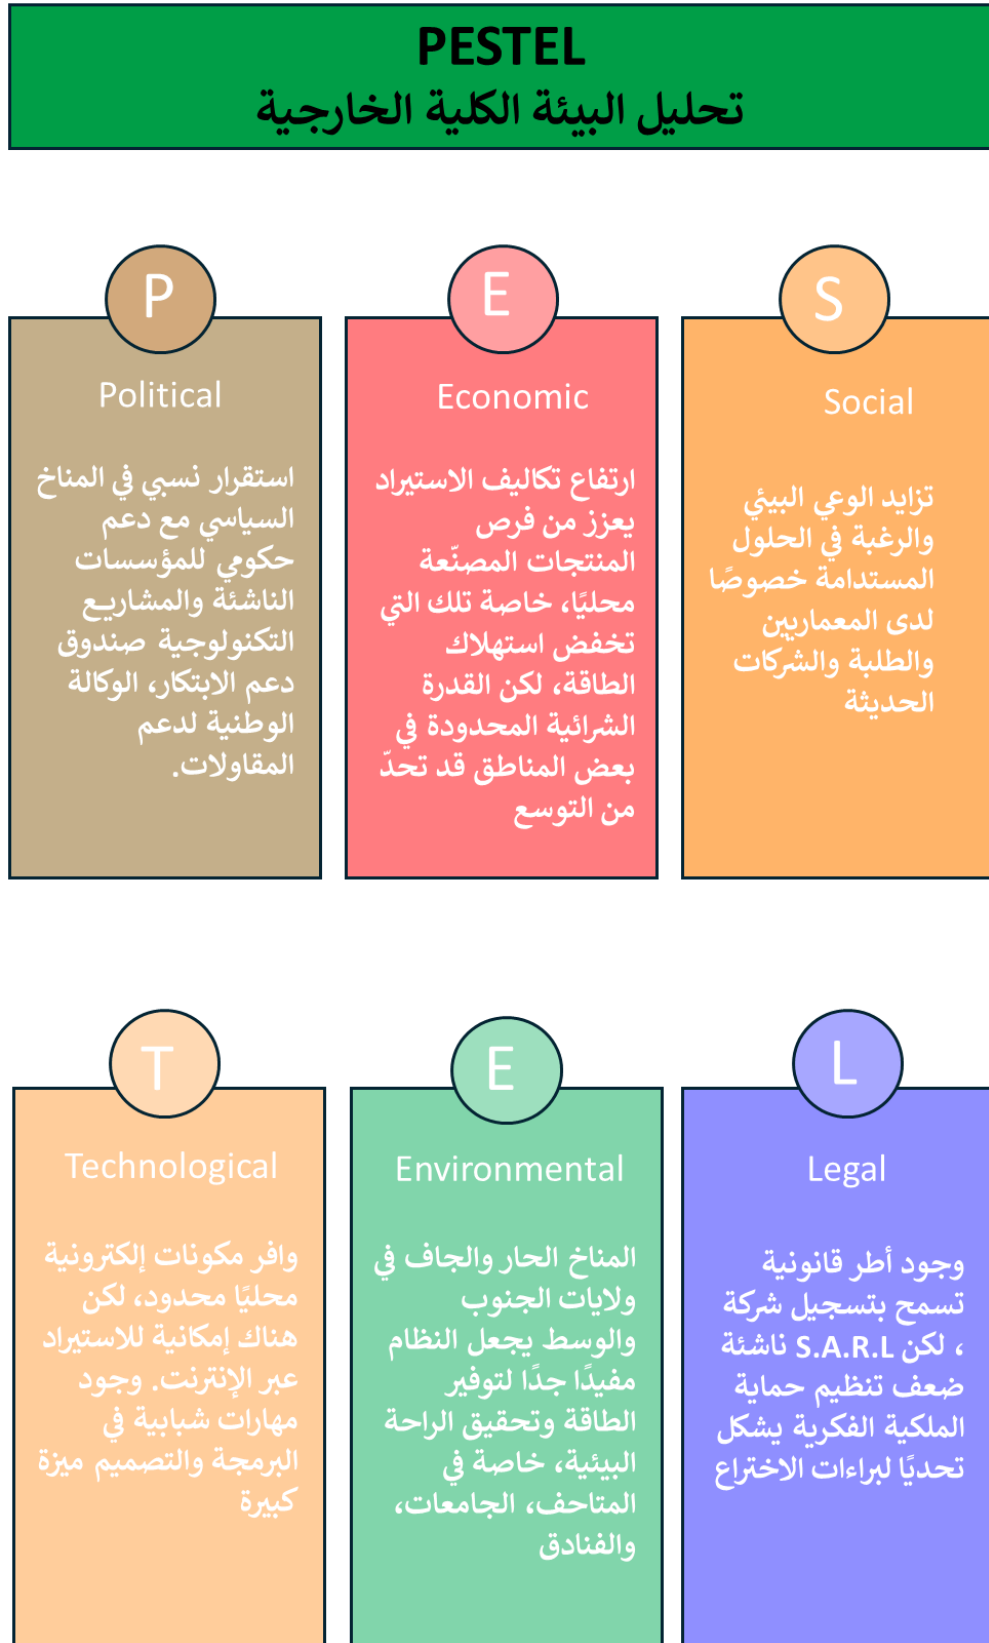 PESTEL
تحليل البيئة الكلية الخارجية
P
Political
استقرار نسبي في المناخ
السياسي مع دعم
حكومي للمؤسسات
الناشئة والمشاريع
التكنولوجية صندوق
دعم الابتكار، الوكالة
الوطنية لدعم
المقاولات.
E
Economic
ارتفاع تكاليف الاستيراد
يعزز من فرص
المنتجات المصنّعة
محليًا، خاصة تلك التي
تخفض استهلاك
الطاقة، لكن القدرة
الشرائية المحدودة في
بعض المناطق قد تحدّ
من التوسع
S
Social
تزايد الوعي البيئي
والرغبة في الحلول
المستدامة خصوصًا
لدى المعماريين
والطلبة والشركات
الحديثة
T
Technological
وافر مكونات إلكترونية
محليًا محدود، لكن
هناك إمكانية للاستيراد
عبر الإنترنت. وجود
مهارات شبابية في
البرمجة والتصميم ميزة
كبيرة
E
Environmental
المناخ الحار والجاف في
ولايات الجنوب
والوسط يجعل النظام
مفيدًا جدًا لتوفير
الطاقة وتحقيق الراحة
البيئية، خاصة في
المتاحف، الجامعات،
والفنادق
L
Legal
وجود أطر قانونية
تسمح بتسجيل شركة
ناشئة S.A.R.L، لكن
ضعف تنظيم حماية
الملكية الفكرية يشكل
تحديًا لبراءات الاختراع